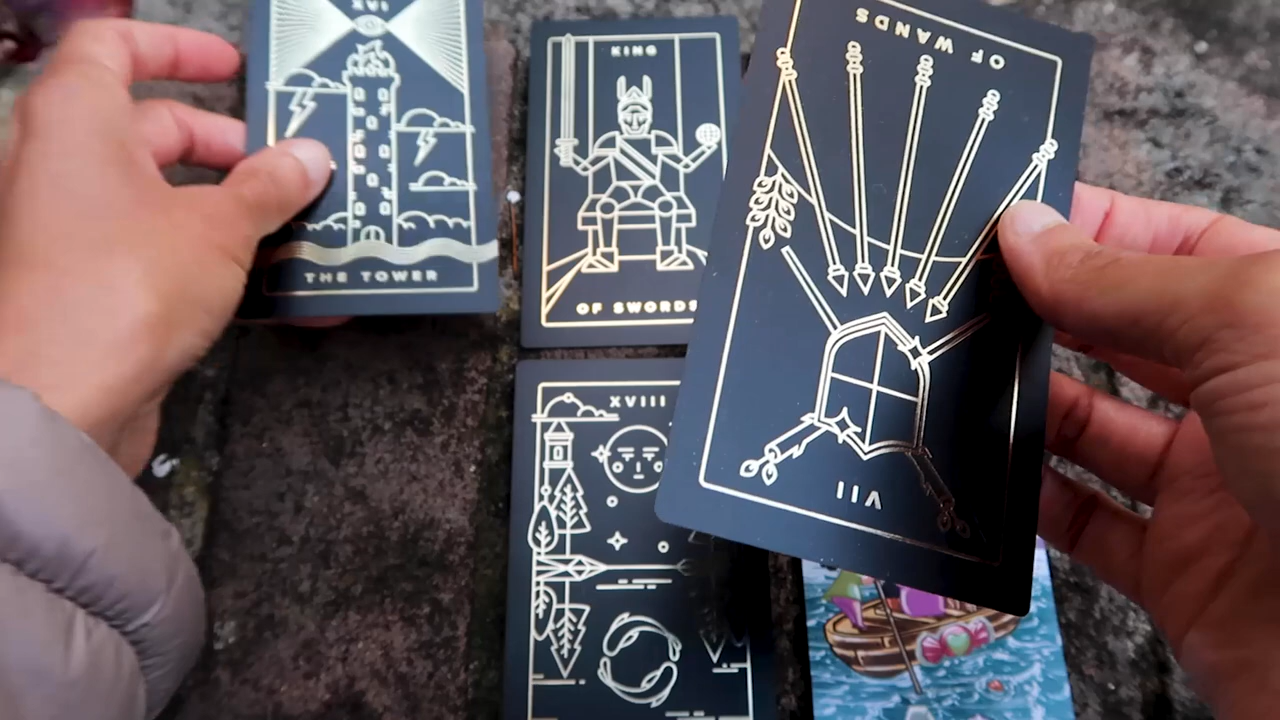 XVI
THE TOWER
KING
OF SWORDS
XVIII
OF WANDS
VII